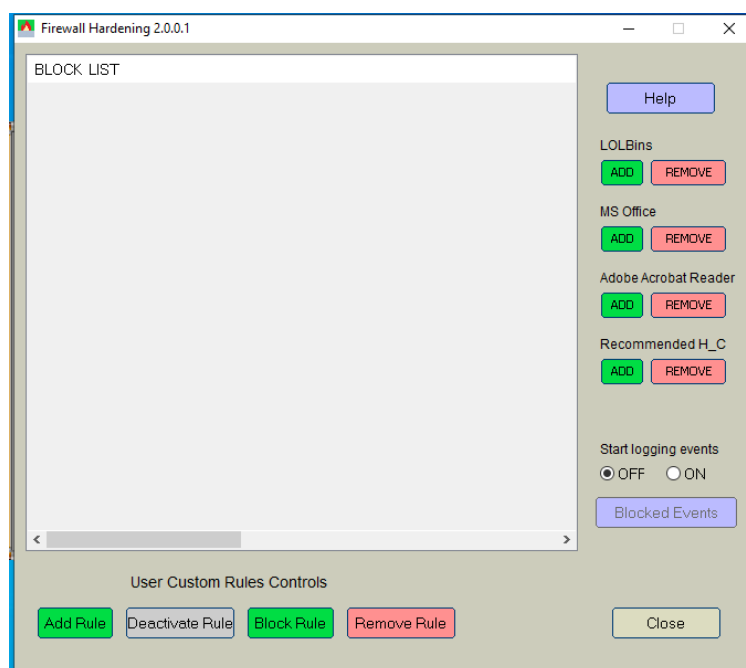 Firewall Hardening 2.0.0.1
BLOCK LIST
Help
LOLBins
ADD REMOVE
MS Office
ADD REMOVE
Adobe Acrobat Reader
ADD REMOVE
Recommended H_C
ADD REMOVE
Start logging events
OFF ON
Blocked Events
User Custom Rules Controls
Add Rule Deactivate Rule Block Rule Remove Rule Close